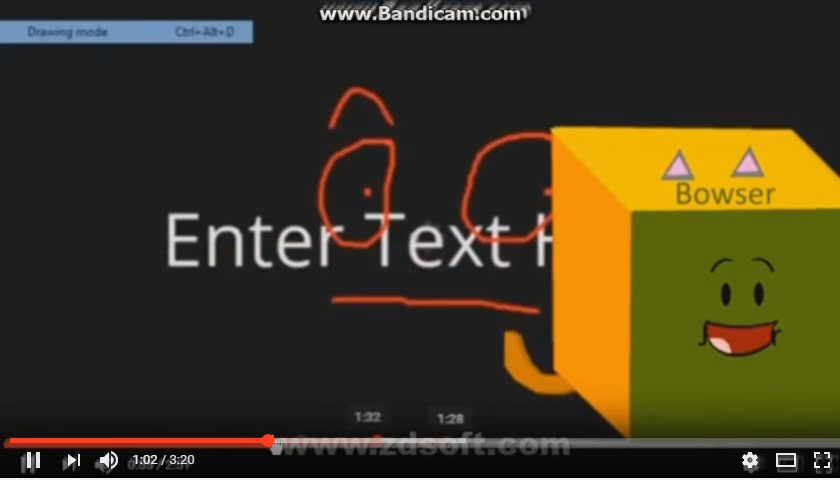 www.Bandicam.com
Drawing mode Ctrl+Alt+D
Enter Text
Bowser
1:32 1:28
www.zdsoft.com
1:02 / 3:20